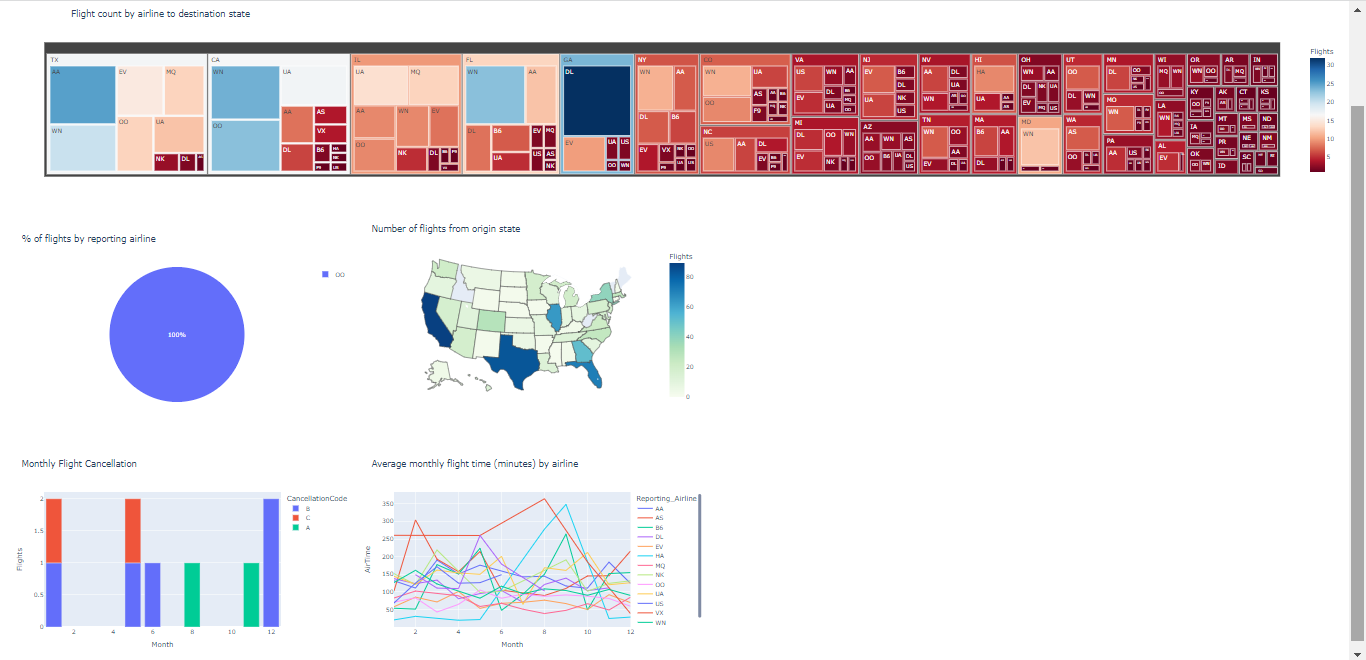 Flight count by airline to destination state
TX
AA
EV
MQ
WN
OO
UA
NK
DL
CA
WN
UA
OO
AA
AS
VX
DL
B6
IL
UA
MQ
AA
WN
EV
OO
NK
DL
FL
WN
AA
DL
B6
EV
MQ
UA
US
AS
NK
GA
DL
EV
UA
US
OO
WN
NY
WN
AA
DL
B6
EV
VX
CO
WN
UA
OO
AS
F9
NC
US
AA
DL
EV
VA
US
WN
AA
EV
DL
UA
MI
DL
OO
WN
EV
NK
NJ
EV
B6
DL
UA
NK
US
AZ
AA
WN
AS
OO
B6
UA
DL
US
NV
AA
DL
UA
WN
TN
WN
OO
AA
EV
DL
HI
HA
UA
MA
B6
AA
DL
OH
WN
AA
DL
NK
UA
EV
MQ
US
MD
WN
UT
OO
DL
WN
WA
AS
OO
MN
DL
OO
MO
WN
PA
AA
US
WI
MQ
WN
LA
WN
AL
EV
OR
WN
OO
KY
IA
OK
AR
AK
MT
PR
ID
CT
MS
NE
SC
IN
KS
ND
NM
Flights
30
25
20
15
10
5
% of flights by reporting airline
OO
100%
Number of flights from origin state
Flights
80
60
40
20
0
Monthly Flight Cancellation
CancellationCode
B
C
A
2
1.5
1
0.5
0
Flights
2
4
6
8
10
12
Month
Average monthly flight time (minutes) by airline
Reporting_Airline
AA
AS
B6
DL
EV
HA
MQ
NK
OO
UA
US
VX
WN
350
300
250
200
150
100
50
AirTime
2
4
6
8
10
12
Month